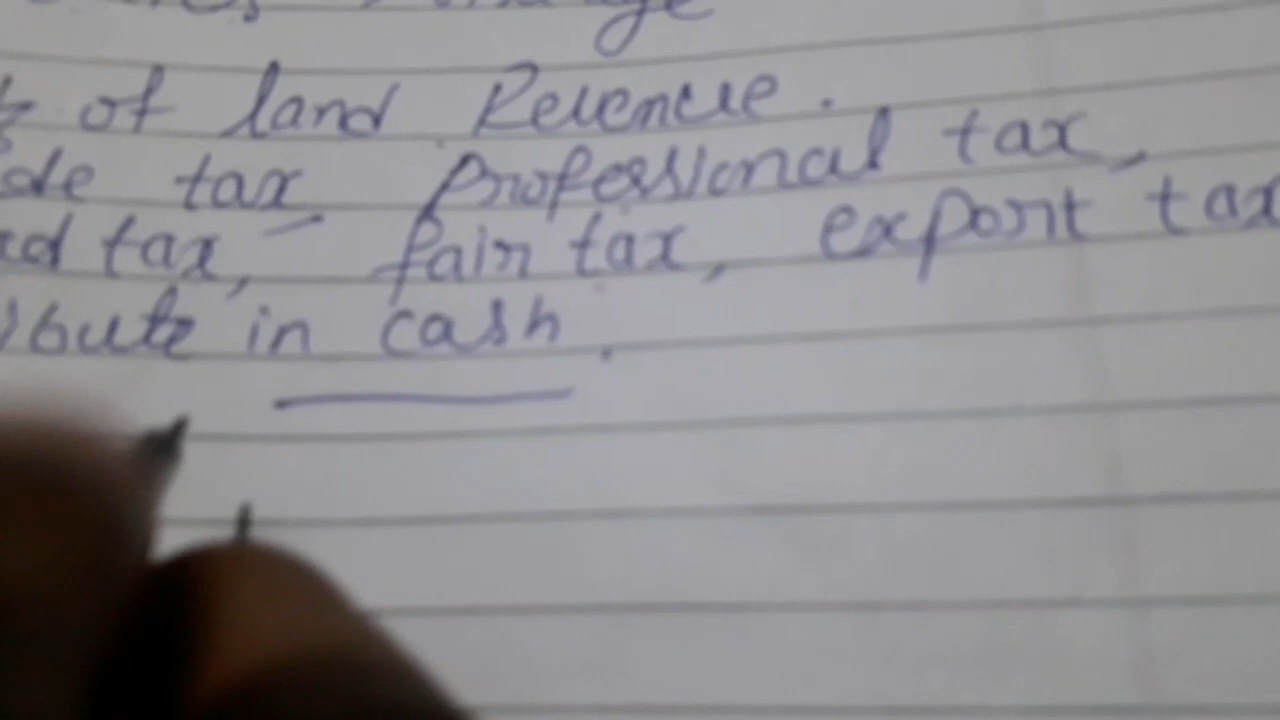 of land Revenue.
tax, professional tax,
tax, fair tax, export tax
in cash.